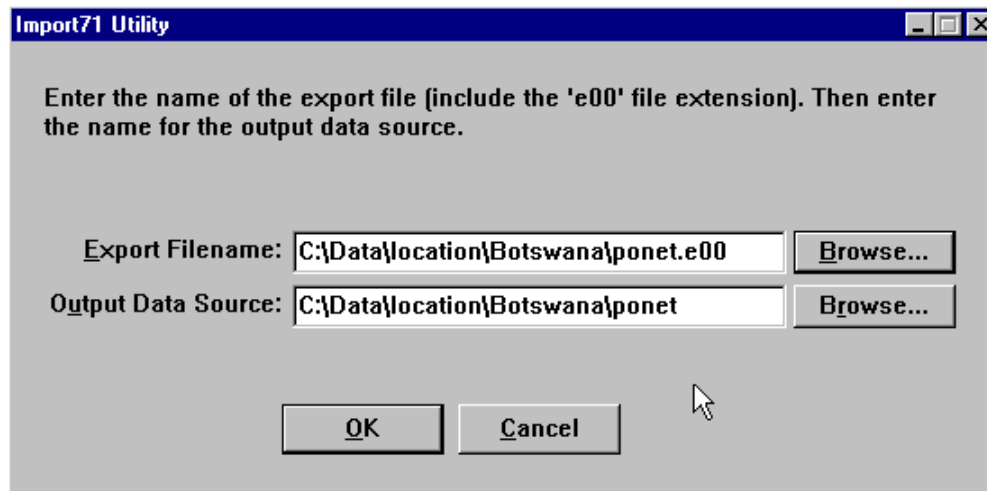 Import71 Utility
Enter the name of the export file (include the 'e00' file extension). Then enter
the name for the output data source.
Export Filename: C:\Data\location\Botswana\ponet.e00 Browse...
Output Data Source: C:\Data\location\Botswana\ponet Browse...
OK Cancel